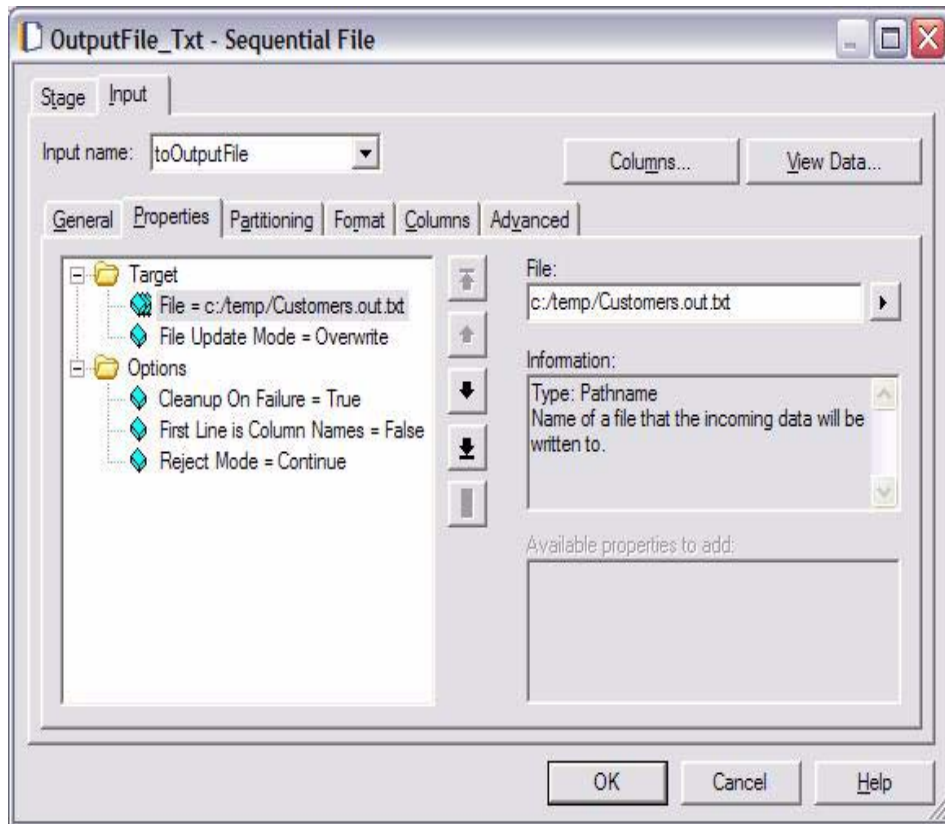 OutputFile_Txt - Sequential File
Stage Input
Input name: toOutputFile Columns... View Data...
General Properties Partitioning Format Columns Advanced
Target
File = c:/temp/Customers.out.txt
File Update Mode = Overwrite
Options
Cleanup On Failure = True
First Line is Column Names = False
Reject Mode = Continue
File:
c:/temp/Customers.out.txt
Information:
Type: Pathname
Name of a file that the incoming data will be
written to.
Available properties to add:
OK Cancel Help